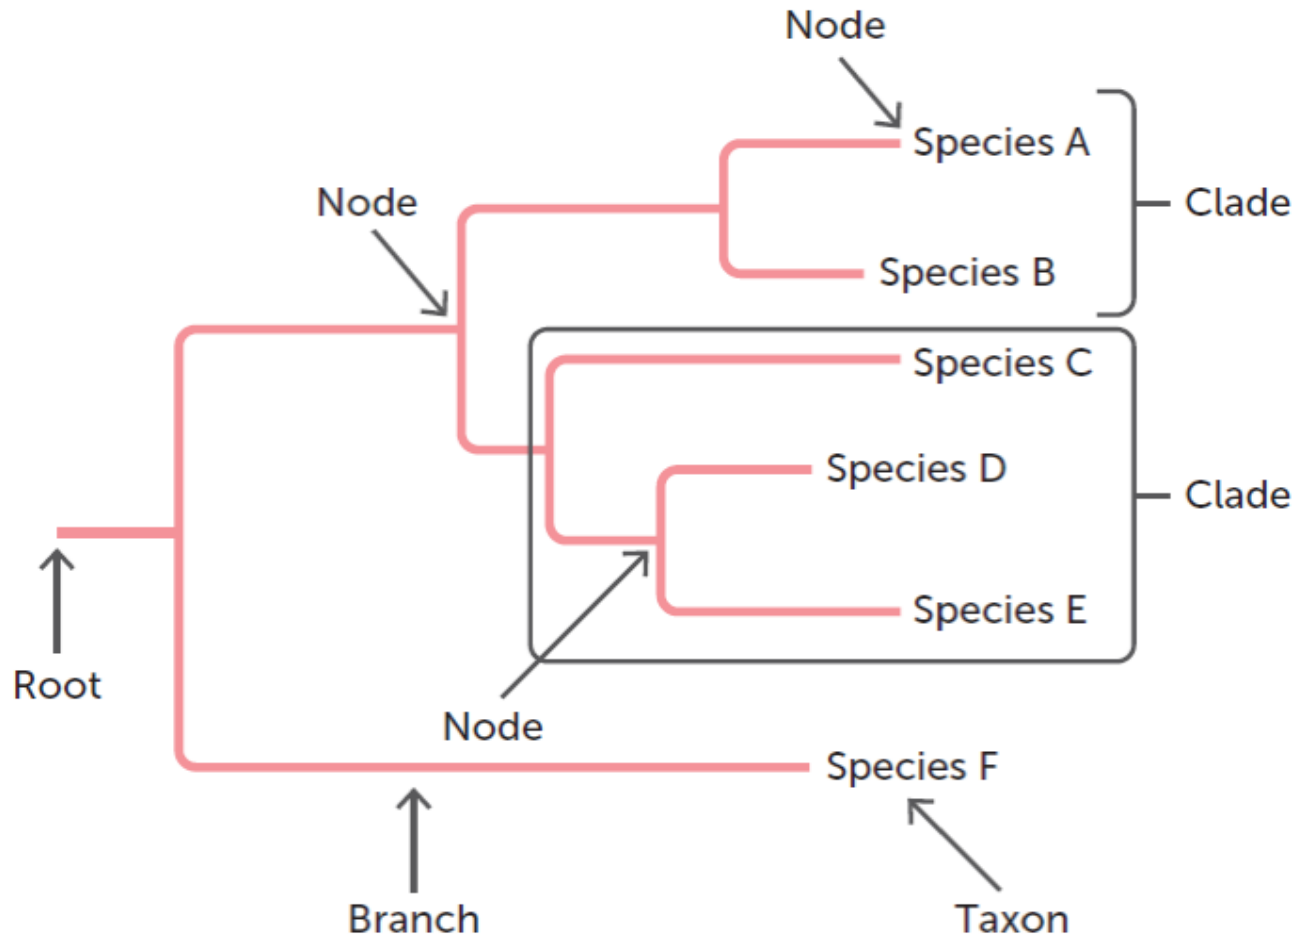 Node
Species A
Node
Clade
Species B
Species C
Species D
Clade
Species E
Root
Node
Species F
Branch
Taxon